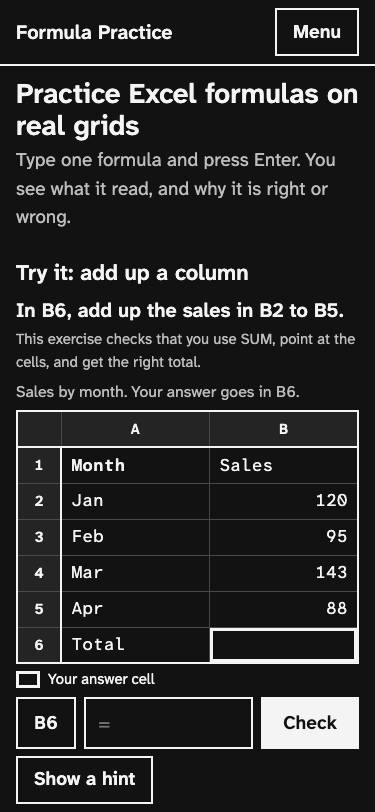 Formula Practice
Menu
Practice Excel formulas on
real grids
Type one formula and press Enter. You
see what it read, and why it is right or
wrong.
Try it: add up a column
In B6, add up the sales in B2 to B5.
This exercise checks that you use SUM, point at the
cells, and get the right total.
Sales by month. Your answer goes in B6.
A B
1 Month Sales
2 Jan 120
3 Feb 95
4 Mar 143
5 Apr 88
6 Total
Your answer cell
B6 = Check
Show a hint